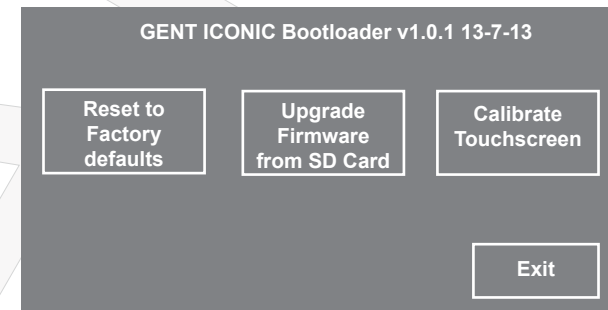 GENT ICONIC Bootloader v1.0.1 13-7-13
Reset to
Factory
defaults
Upgrade
Firmware
from SD Card
Calibrate
Touchscreen
Exit